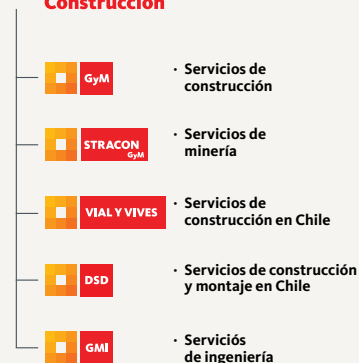 Construcción
GyM
· Servicios de
construcción
STRACON
GyM
· Servicios de
minería
VIAL Y VIVES
· Servicios de
construcción en Chile
DSD
· Servicios de construcción
y montaje en Chile
GMI
· Serviciós
de ingeniería